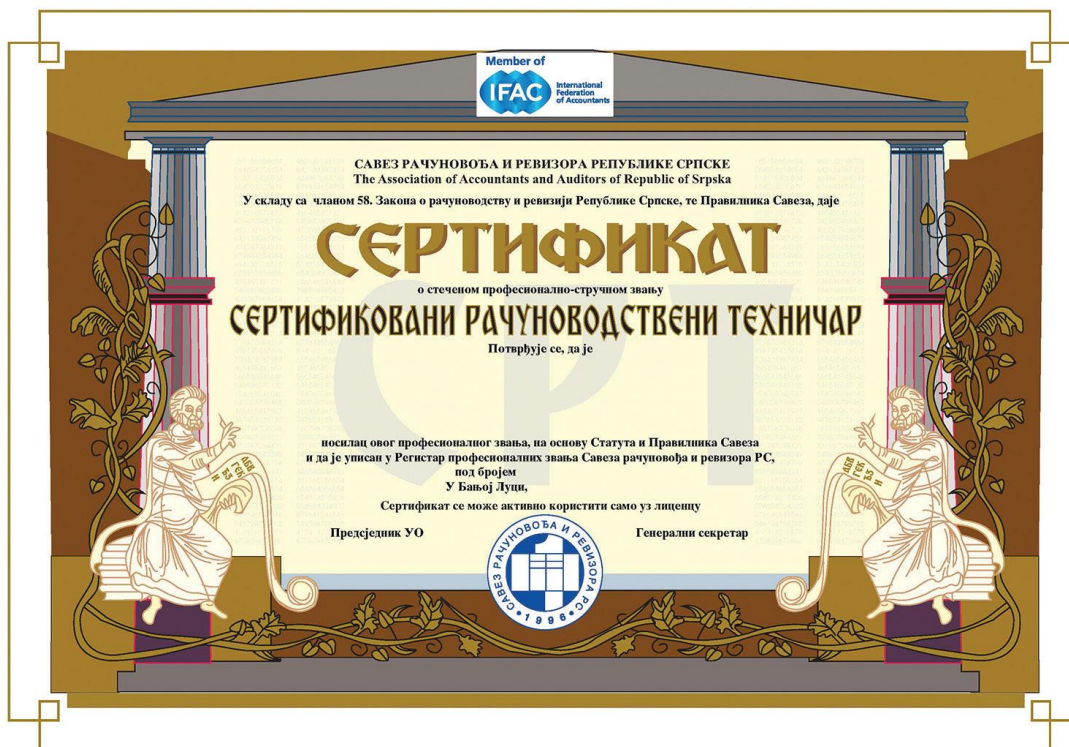 Member of
IFAC
International
Federation
of Accountants
САВЕЗ РАЧУНОВОЂА И РЕВИЗОРА РЕПУБЛИКЕ СРПСКЕ
The Association of Accountants and Auditors of Republic of Srpska
У складу са чланом 58. Закона о рачуноводству и ревизији Републике Српске, те Правилника Савеза, даје
СЕРТИФИКАТ
о стеченом професионално-стручном звању
СЕРТИФИКОВАНИ РАЧУНОВОДСТВЕНИ ТЕХНИЧАР
Потврђује се, да је
СРТ
носилац овог професионалног звања, на основу Статута и Правилника Савеза
и да је уписан у Регистар професионалних звања Савеза рачуновођа и ревизора РС,
под бројем
У Бањој Луци,
Сертификат се може активно користити само уз лиценцу
Предсједник УО
Генерални секретар
САВЕЗ РАЧУНОВОЂА И РЕВИЗОРА РС
1996